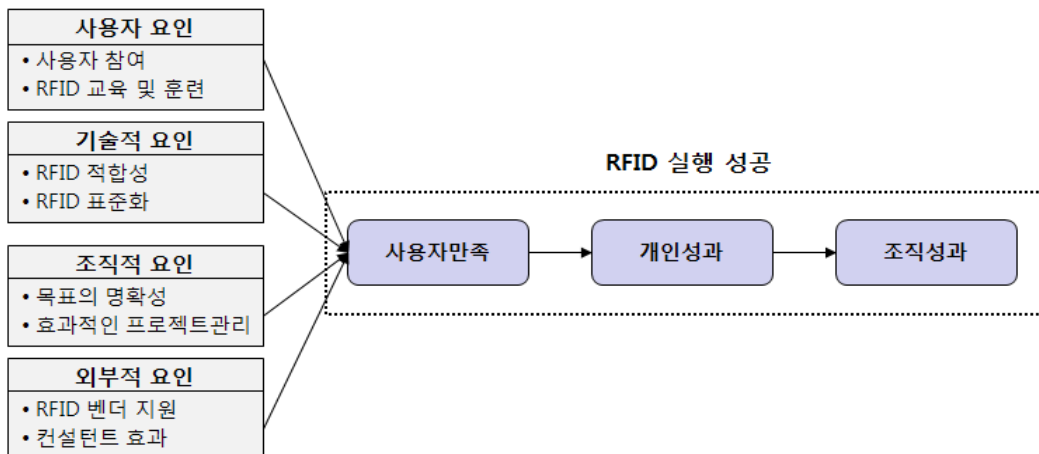 사용자 요인
• 사용자 참여
• RFID 교육 및 훈련
기술적 요인
• RFID 적합성
• RFID 표준화
조직적 요인
• 목표의 명확성
• 효과적인 프로젝트관리
외부적 요인
• RFID 벤더 지원
• 컨설턴트 효과
RFID 실행 성공
사용자만족
개인성과
조직성과